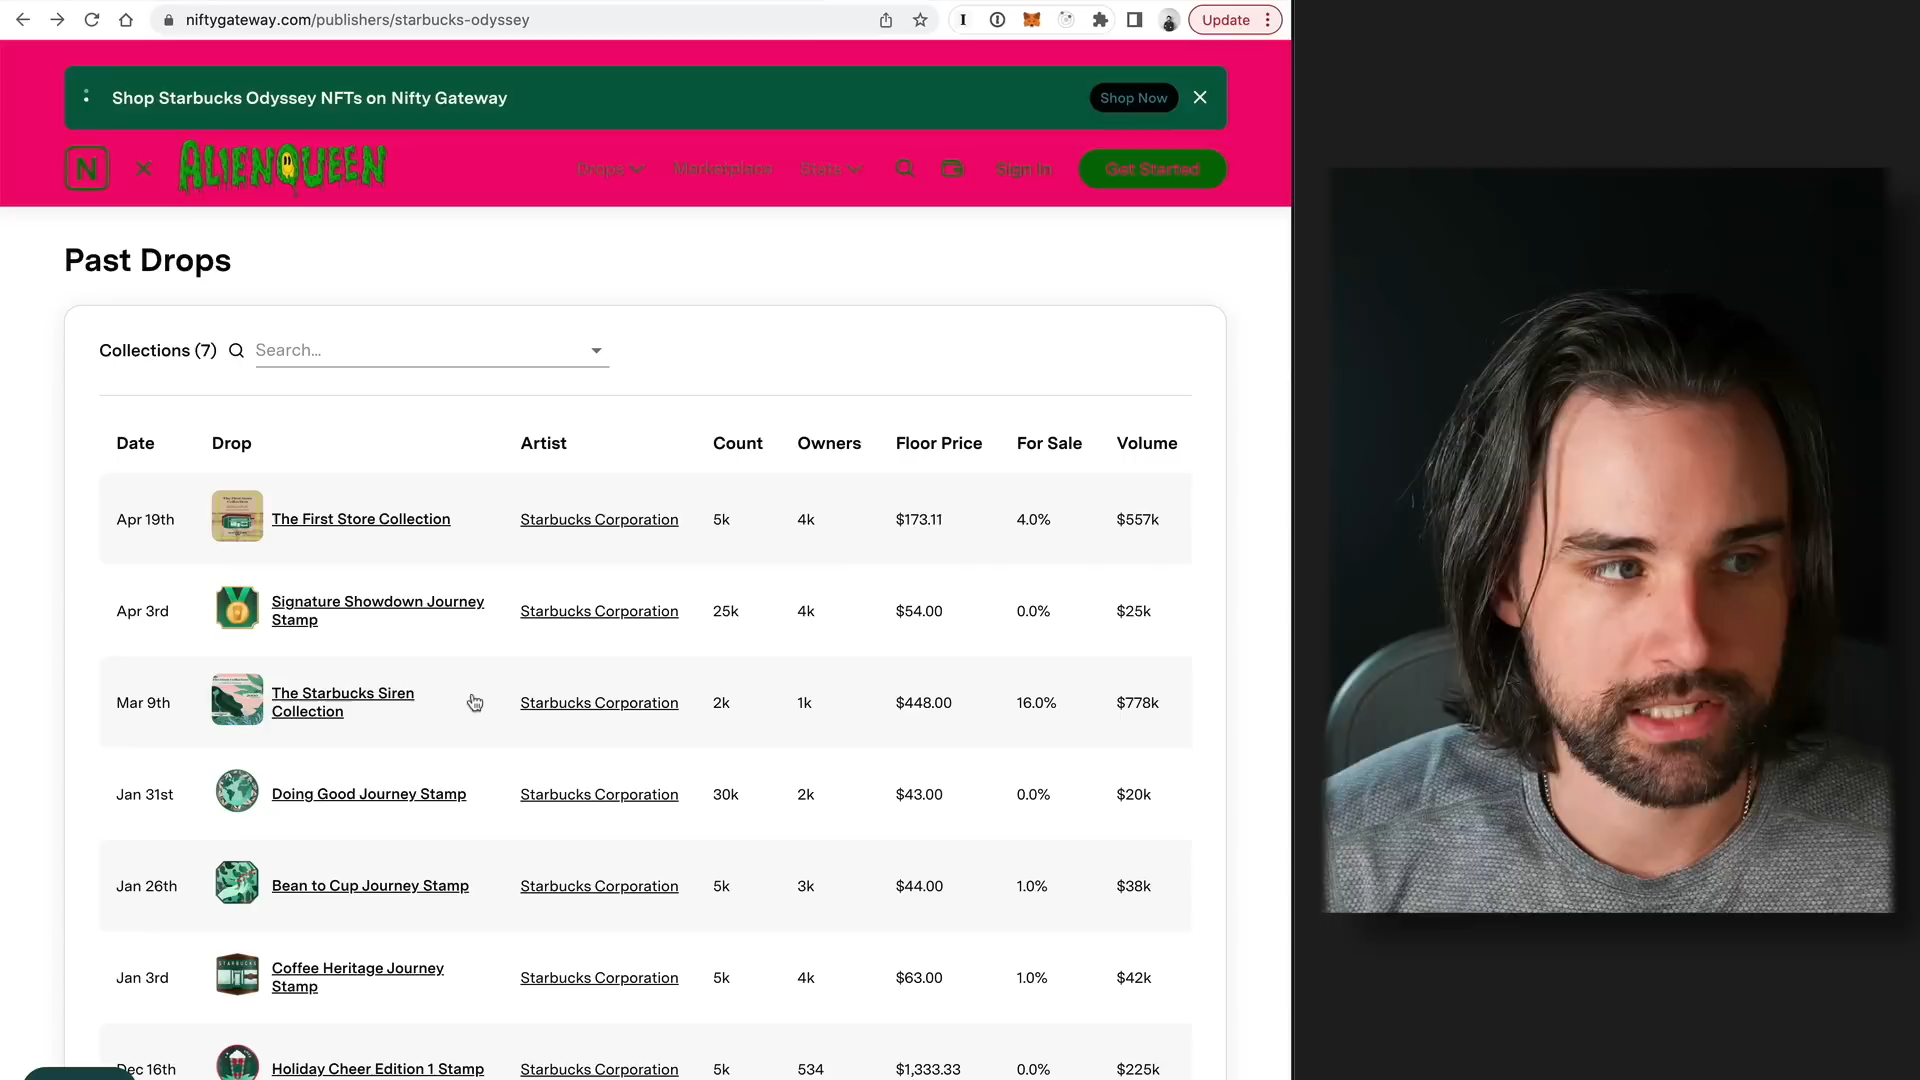 niftygateway.com/publishers/starbucks-odyssey
Update
Shop Starbucks Odyssey NFTs on Nifty Gateway
Shop Now
N
ALIENQUEEN
Drops
Marketplace
Stats
Sign In
Get Started
Past Drops
Collections (7)
Search...
Date Drop Artist Count Owners Floor Price For Sale Volume
Apr 19th The First Store Collection Starbucks Corporation 5k 4k $173.11 4.0% $557k
Apr 3rd Signature Showdown Journey Stamp Starbucks Corporation 25k 4k $54.00 0.0% $25k
Mar 9th The Starbucks Siren Collection Starbucks Corporation 2k 1k $448.00 16.0% $778k
Jan 31st Doing Good Journey Stamp Starbucks Corporation 30k 2k $43.00 0.0% $20k
Jan 26th Bean to Cup Journey Stamp Starbucks Corporation 5k 3k $44.00 1.0% $38k
Jan 3rd Coffee Heritage Journey Stamp Starbucks Corporation 5k 4k $63.00 1.0% $42k
Dec 16th Holiday Cheer Edition 1 Stamp Starbucks Corporation 5k 534 $1,333.33 0.0% $225k